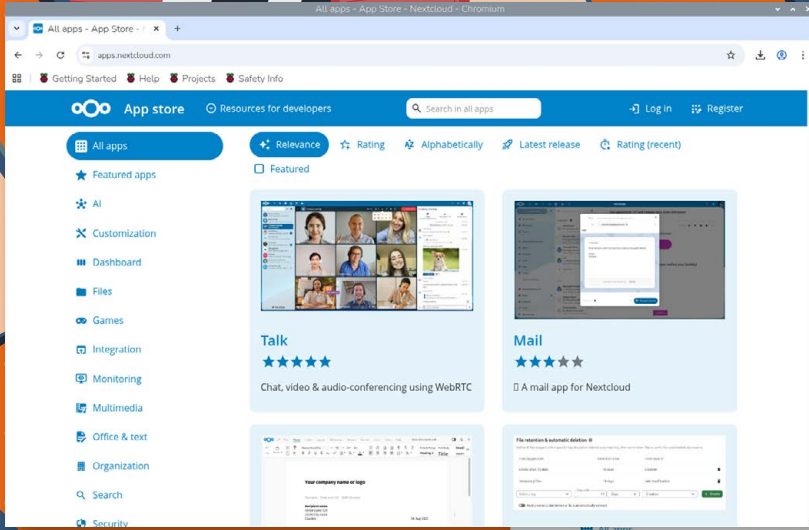 All apps - App Store - Nextcloud - Chromium
All apps - App Store -
apps.nextcloud.com
Getting Started Help Projects Safety Info
App store Resources for developers Search in all apps Log in Register
All apps
Featured apps
AI
Customization
Dashboard
Files
Games
Integration
Monitoring
Multimedia
Office & text
Organization
Search
Security
Relevance Rating Alphabetically Latest release Rating (recent)
Featured
Talk
Chat, video & audio-conferencing using WebRTC
Mail
A mail app for Nextcloud
Your company name or logo
File retention & automatic deletion